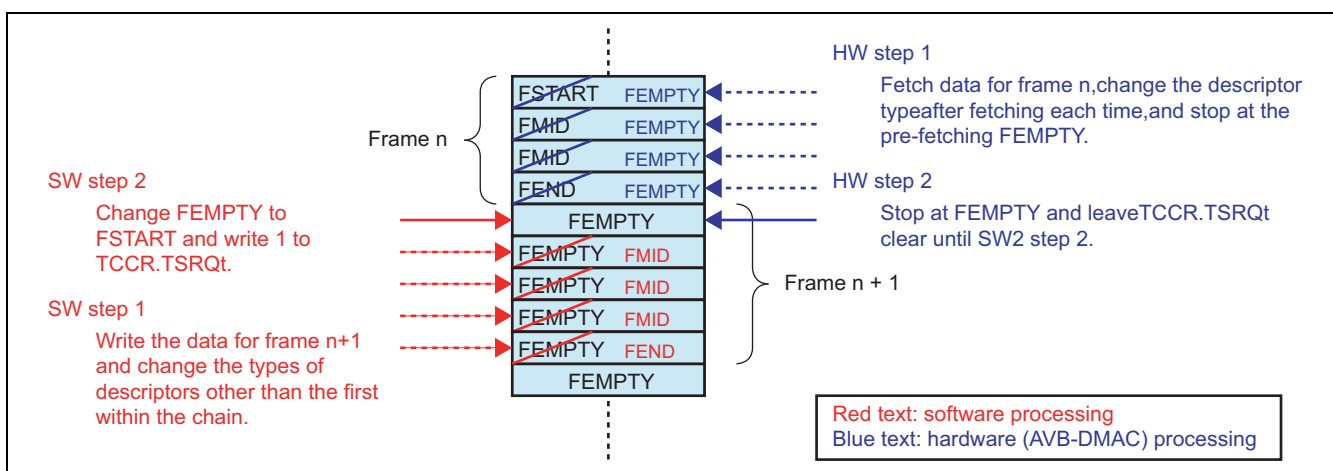 HW step 1
Fetch data for frame n,change the descriptor
typeafter fetching each time,and stop at the
pre-fetching FEMPTY.
HW step 2
Stop at FEMPTY and leaveTCCR.TSRQt
clear until SW2 step 2.
Frame n
FSTART FEMPTY
FMID FEMPTY
FMID FEMPTY
FEND FEMPTY
FEMPTY
FEMPTY FMID
FEMPTY FMID
FEMPTY FMID
FEMPTY FEND
FEMPTY
Frame n + 1
SW step 2
Change FEMPTY to
FSTART and write 1 to
TCCR.TSRQt.
SW step 1
Write the data for frame n+1
and change the types of
descriptors other than the first
within the chain.
Red text: software processing
Blue text: hardware (AVB-DMAC) processing